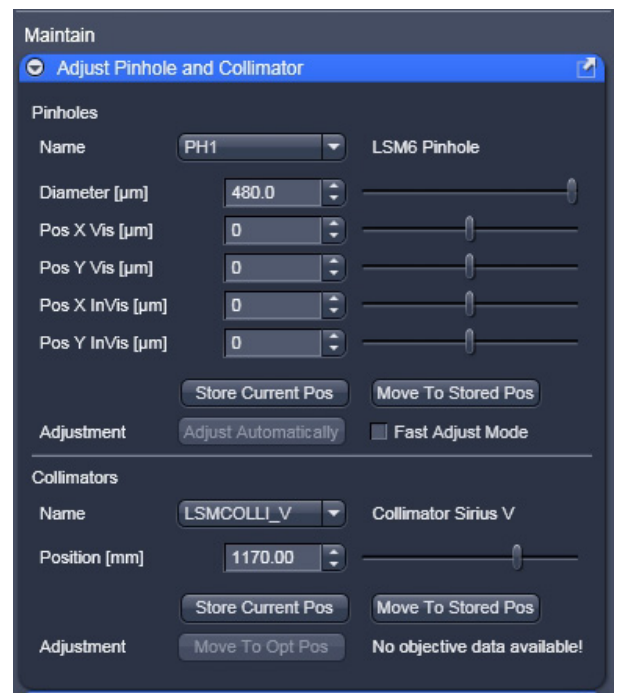 Maintain
Adjust Pinhole and Collimator
Pinholes
Name PH1 LSM6 Pinhole
Diameter [µm] 480.0
Pos X Vis [µm] 0
Pos Y Vis [µm] 0
Pos X InVis [µm] 0
Pos Y InVis [µm] 0
Store Current Pos Move To Stored Pos
Adjustment Adjust Automatically Fast Adjust Mode
Collimators
Name LSMCOLLI_V Collimator Sirius V
Position [mm] 1170.00
Store Current Pos Move To Stored Pos
Adjustment Move To Opt Pos No objective data available!